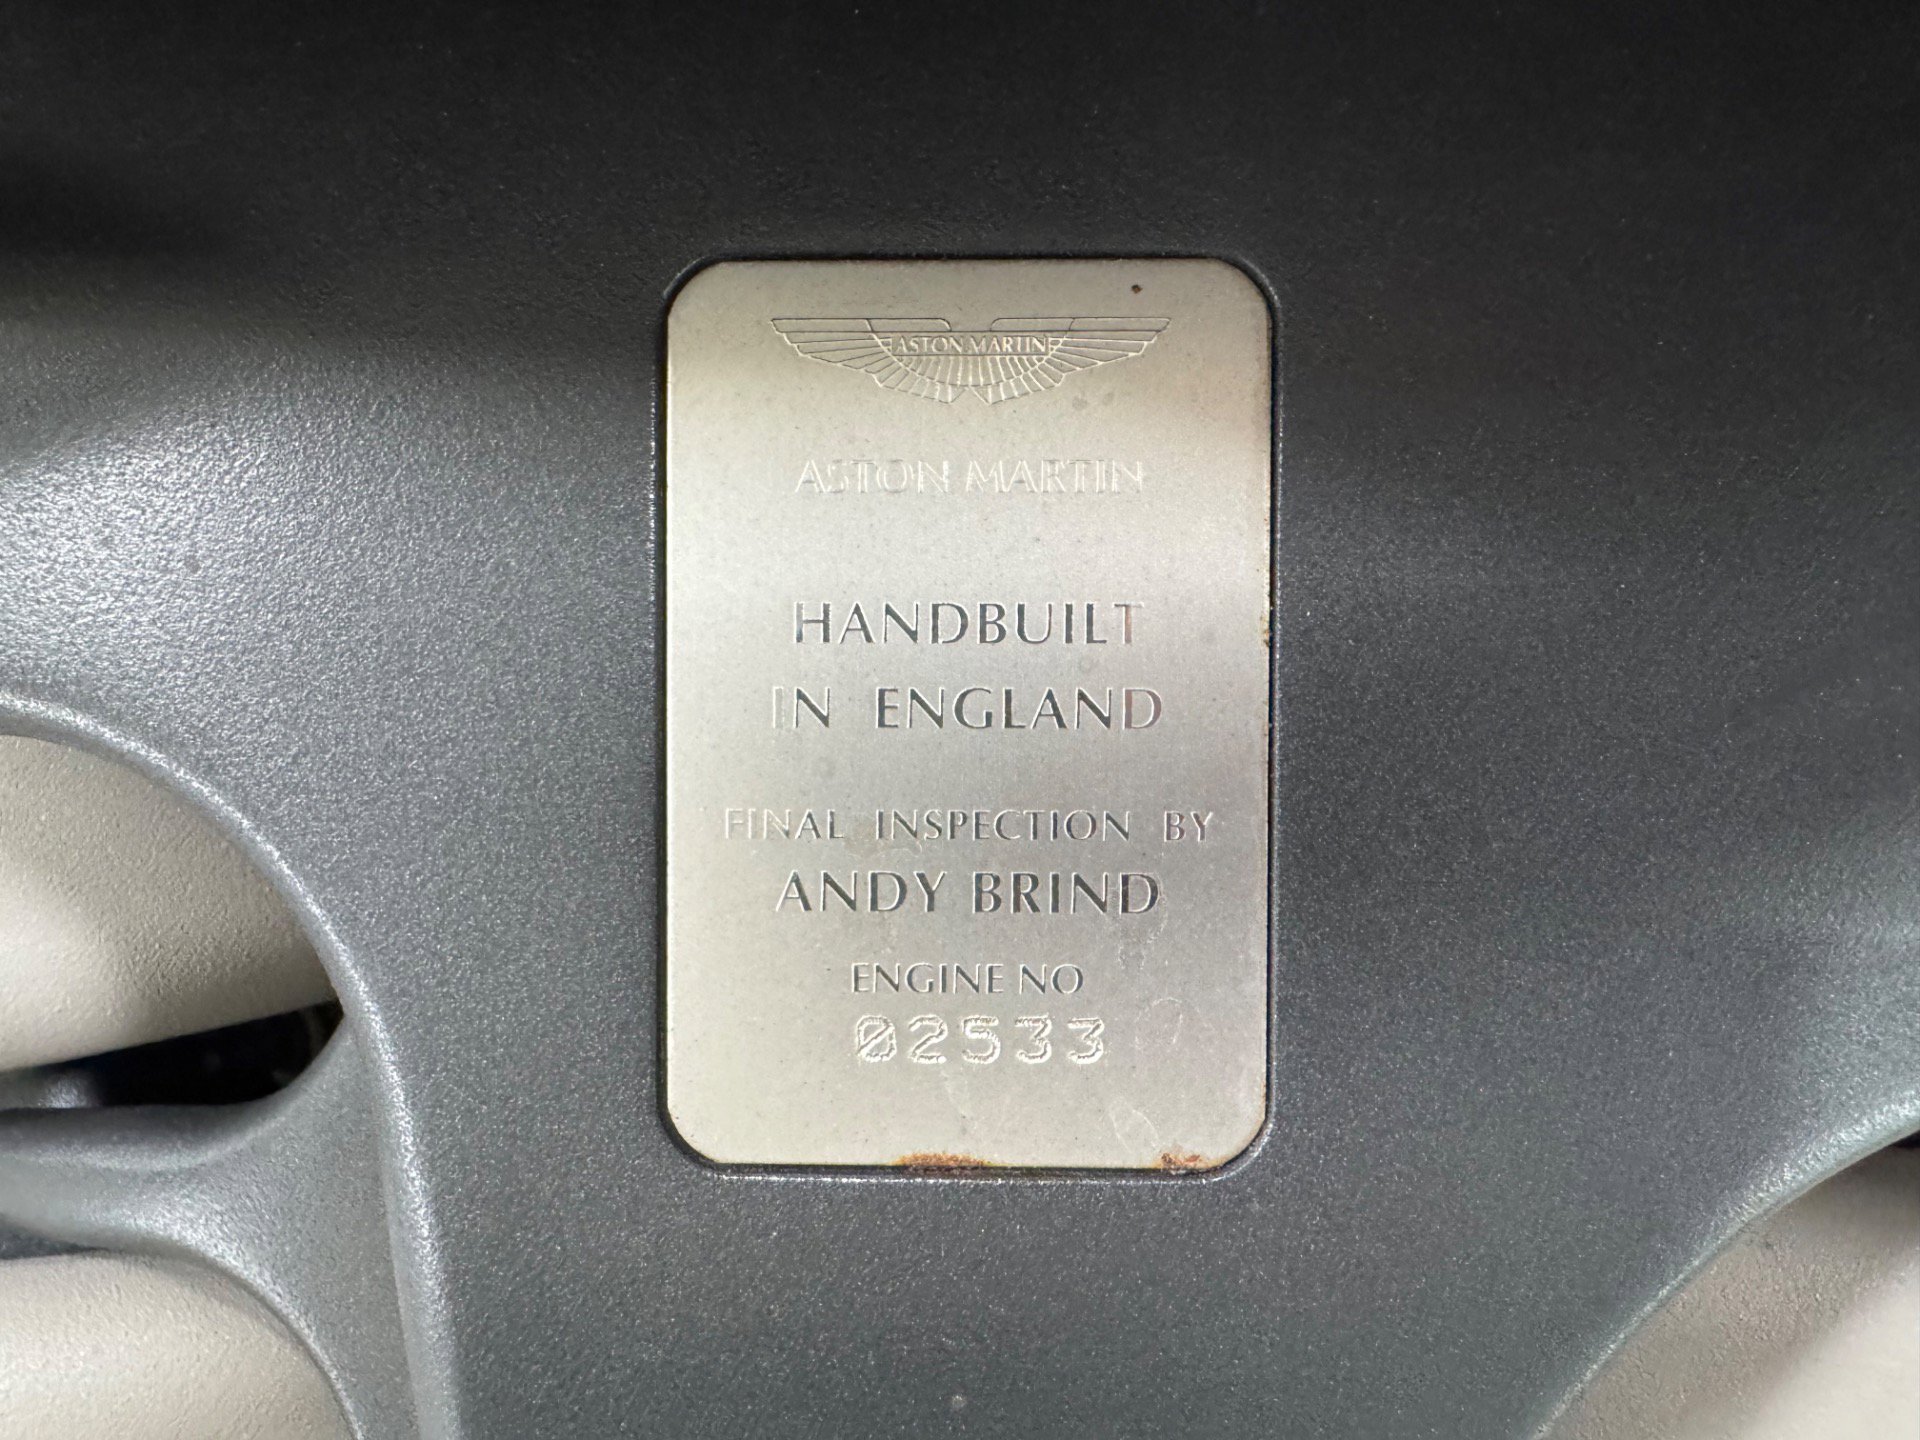 ASTON MARTIN
ASTON MARTIN
HANDBUILT
IN ENGLAND
FINAL INSPECTION BY
ANDY BRIND
ENGINE NO
02533